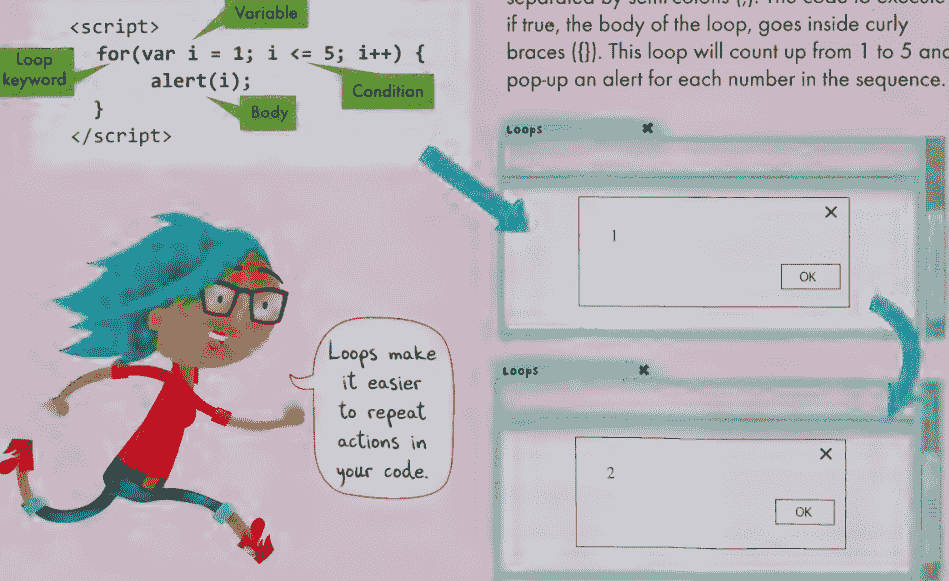 Variable
<script>
Loop
keyword
for(var i = 1; i <= 5; i++) {
alert(i);
Condition
Body
}
</script>
if true, the body of the loop, goes inside curly
braces ({}). This loop will count up from 1 to 5 and
pop-up an alert for each number in the sequence.
Loops
1
OK
Loops make
it easier
to repeat
actions in
your code.
Loops
2
OK